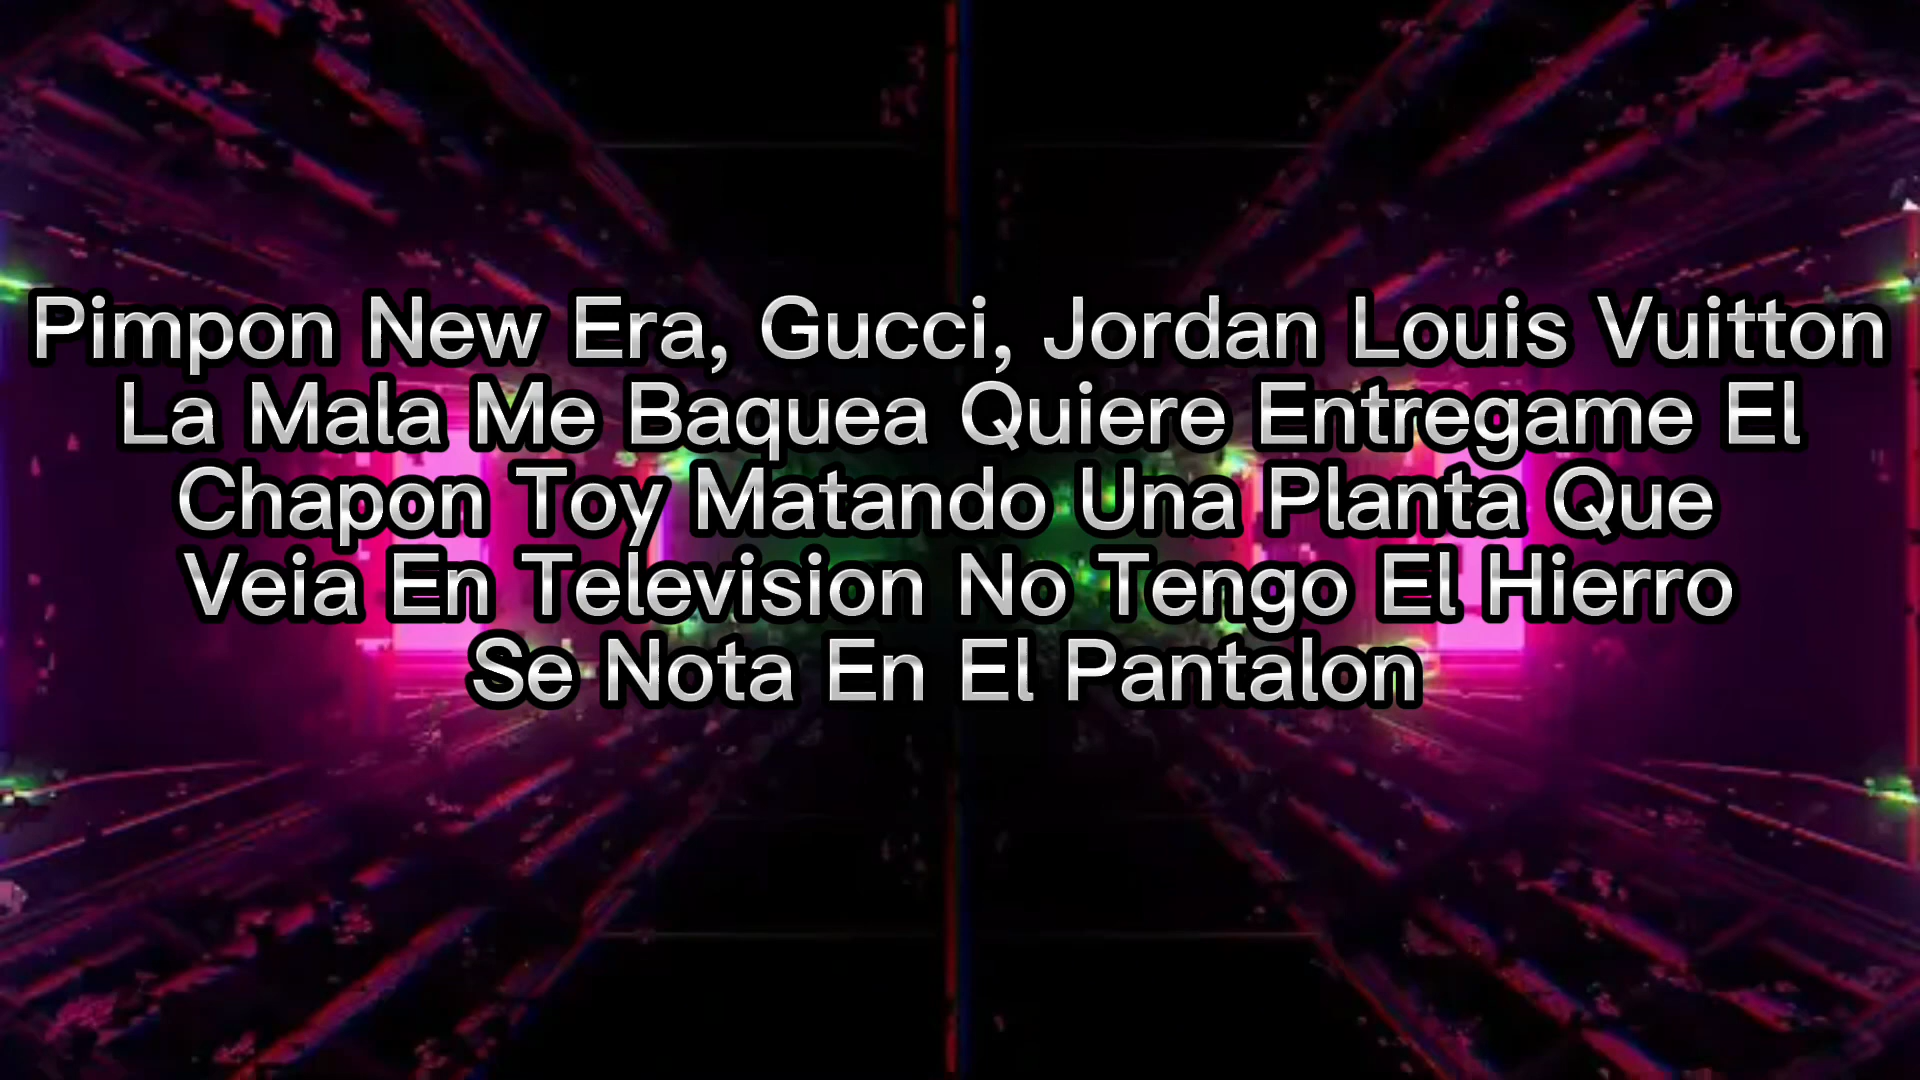 Pimpon New Era, Gucci, Jordan Louis Vuitton
La Mala Me Baquea Quiere Entregame El
Chapon Toy Matando Una Planta Que
Veia En Television No Tengo El Hierro
Se Nota En El Pantalon